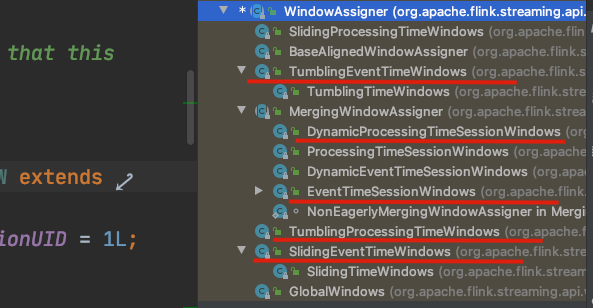 * WindowAssigner (org.apache.flink.streaming.api.
SlidingProcessingTimeWindows (org.apache.flink
BaseAlignedWindowAssigner (org.apache.flink.st
that this
TumblingEventTimeWindows (org.apache.flink.str
TumblingTimeWindows (org.apache.flink.stre
MergingWindowAssigner (org.apache.flink.strea
DynamicProcessingTimeSessionWindows (org
ProcessingTimeSessionWindows (org.apache.
DynamicEventTimeSessionWindows (org.apac
extends
EventTimeSessionWindows (org.apache.flink.
NonEagerlyMergingWindowAssigner in Mergi
TumblingProcessingTimeWindows (org.apache.fli
ionUID = 1L;
SlidingEventTimeWindows (org.apache.flink.strea
SlidingTimeWindows (org.apache.flink.stream
GlobalWindows (org.apache.flink.streaming.api.v